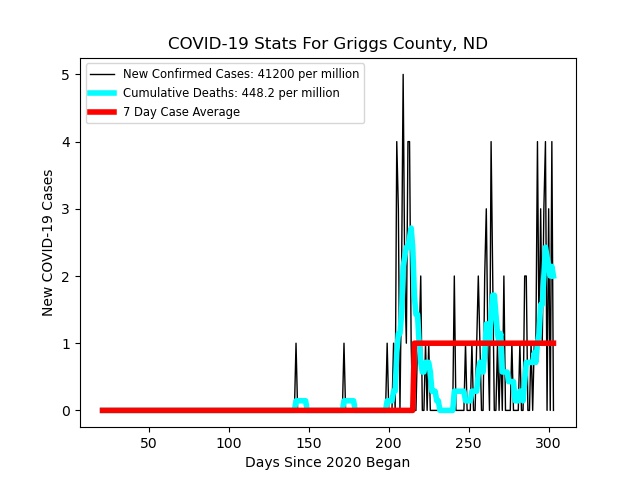 COVID-19 Stats For Griggs County, ND
New Confirmed Cases: 41200 per million
Cumulative Deaths: 448.2 per million
7 Day Case Average
5
4
3
2
1
0
New COVID-19 Cases
50 100 150 200 250 300
Days Since 2020 Began